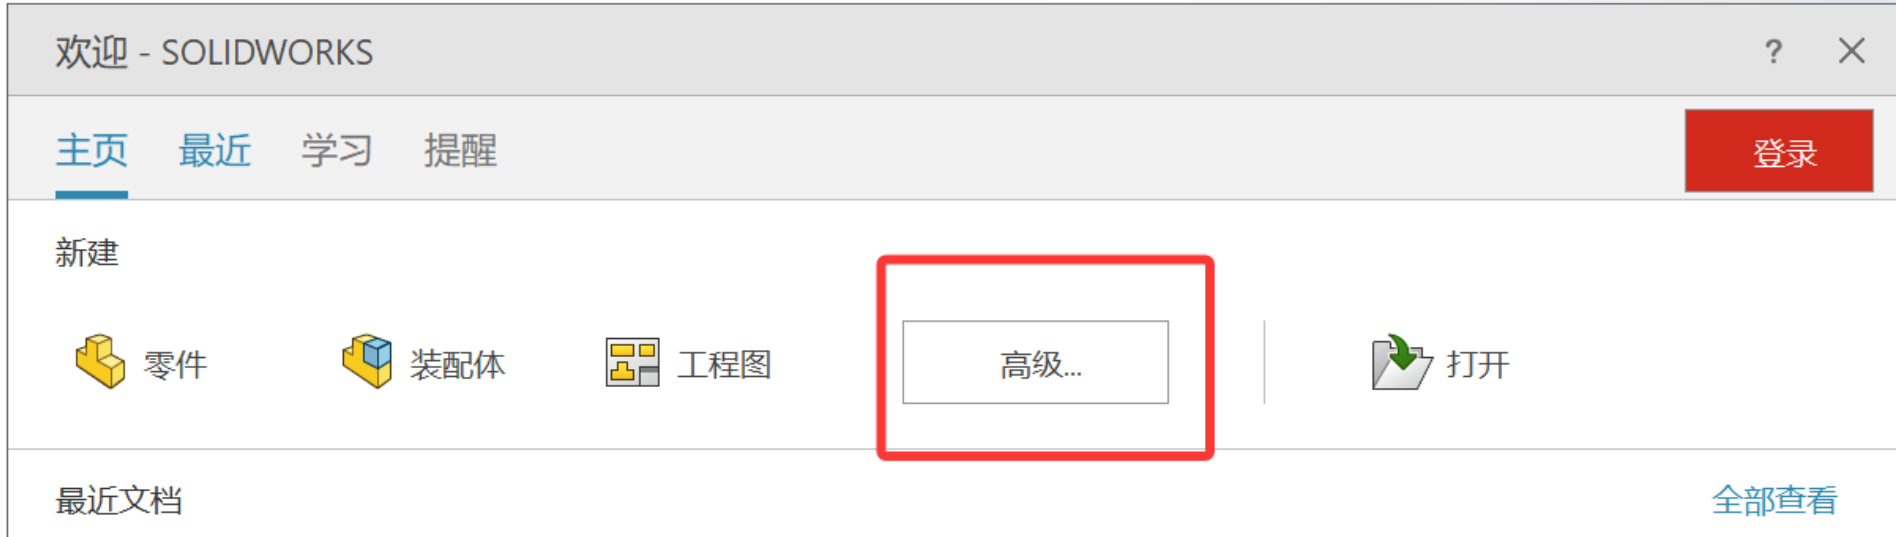 欢迎 - SOLIDWORKS ?
主页 最近 学习 提醒 登录
新建
零件 装配体 工程图 高级... 打开
最近文档 全部查看